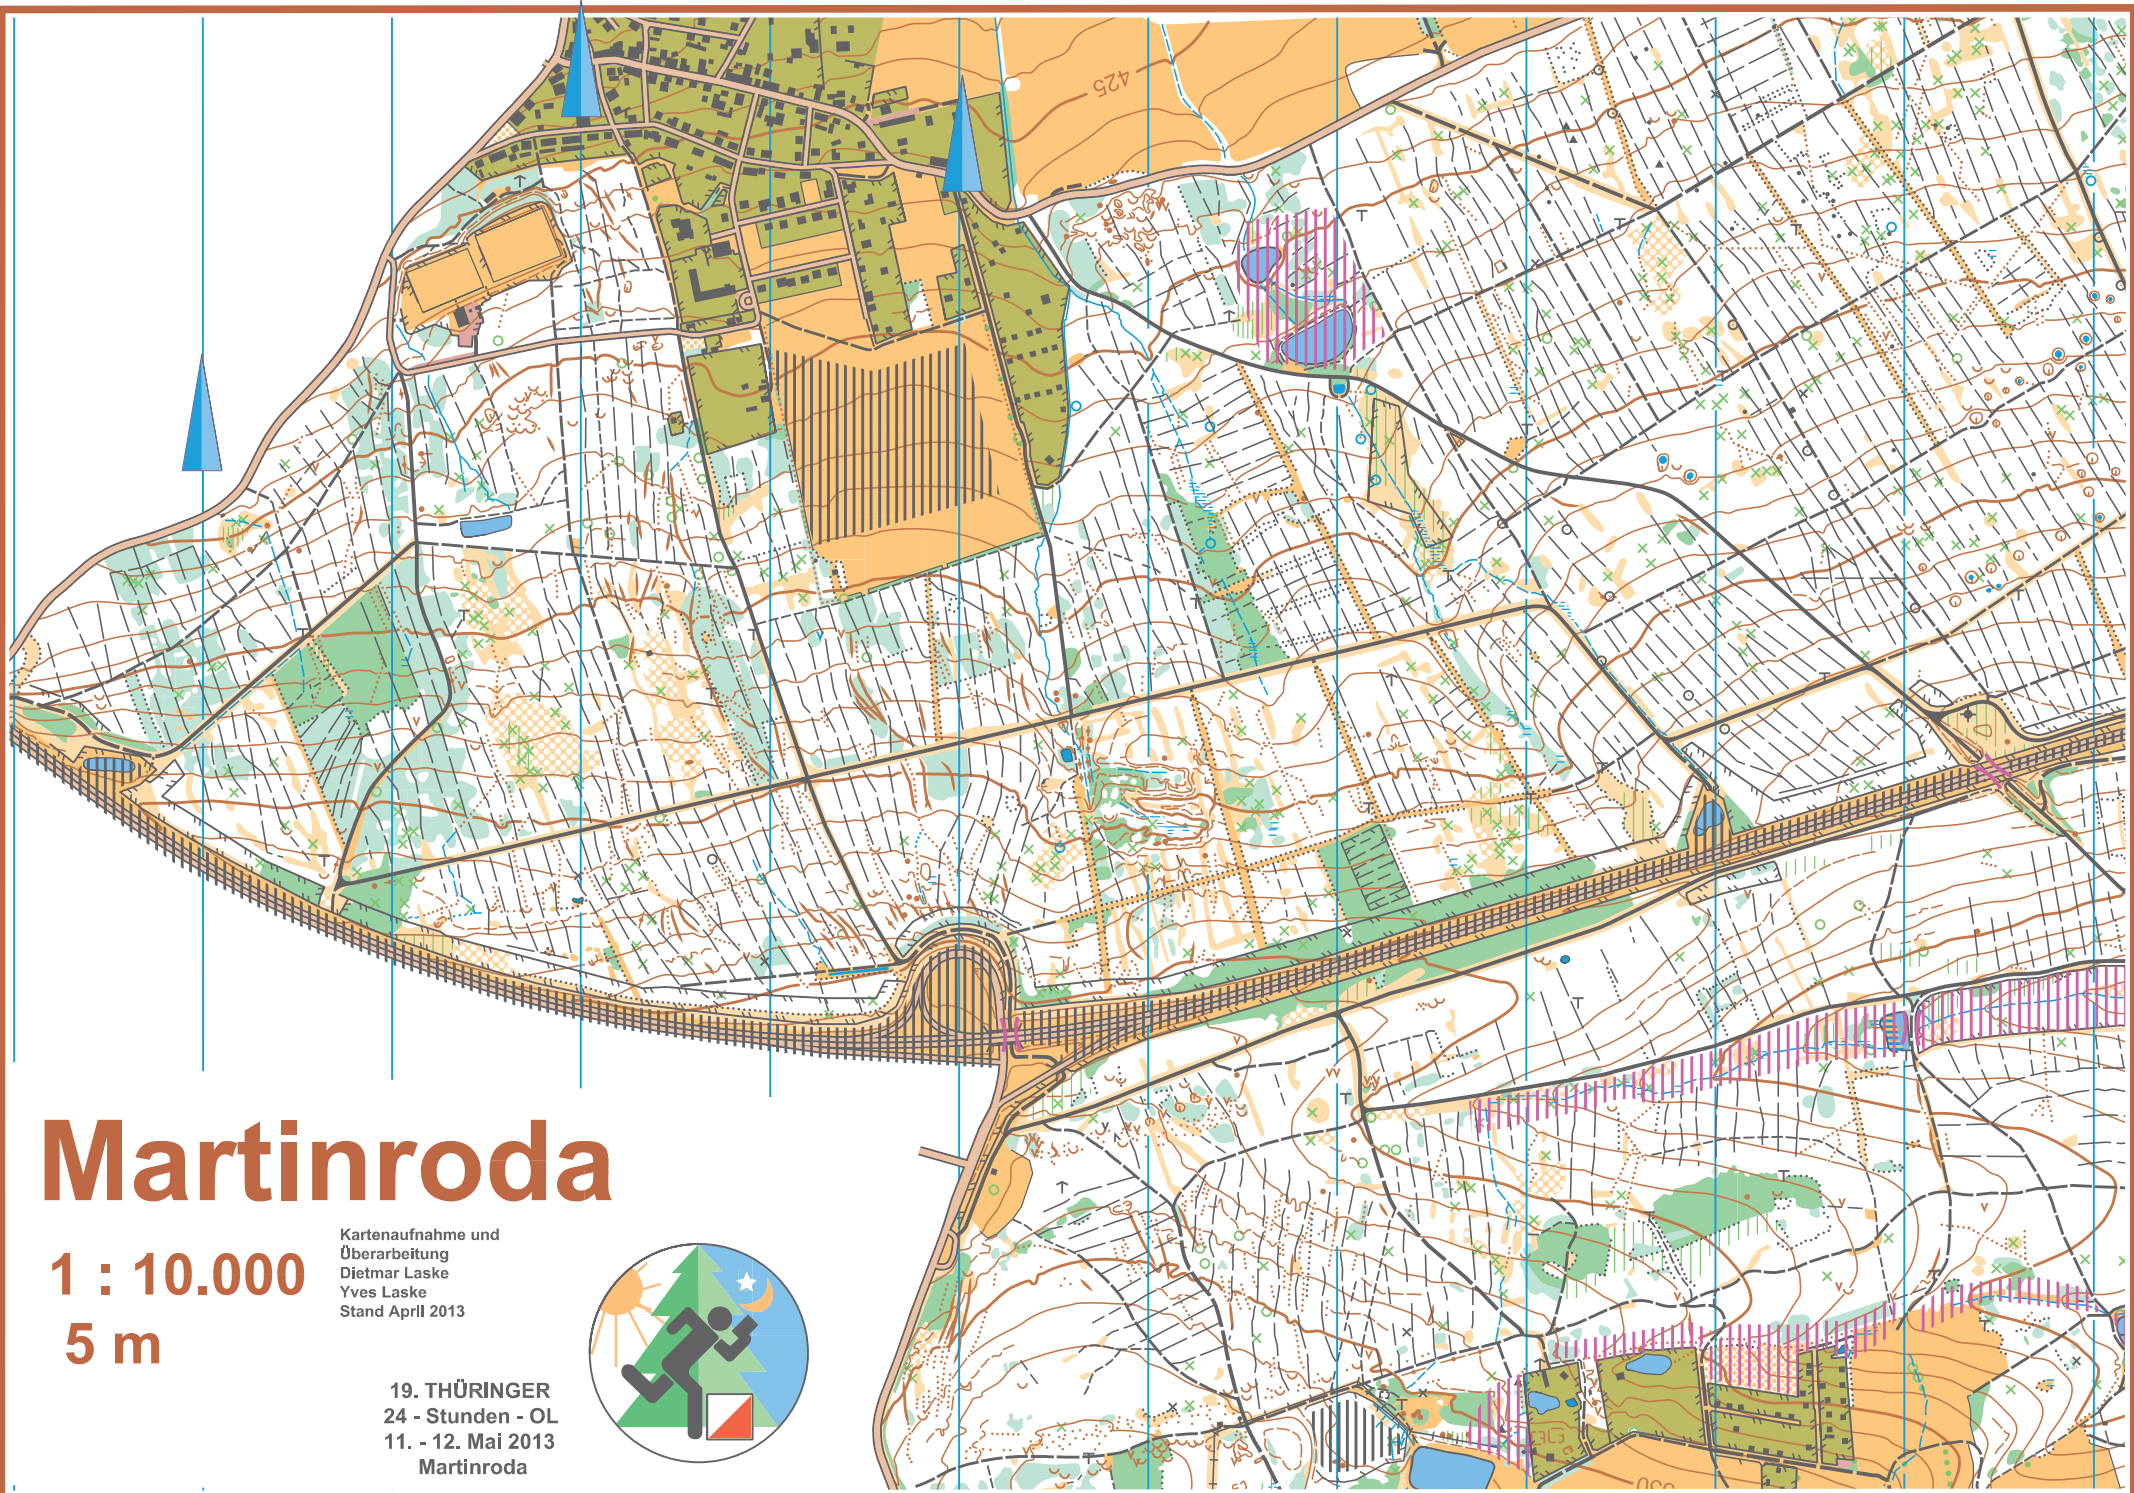 425
Martinroda
1 : 10.000
5 m
Kartenaufnahme und
Überarbeitung
Dietmar Laske
Yves Laske
Stand April 2013
19. THÜRINGER
24 - Stunden - OL
11. - 12. Mai 2013
Martinroda